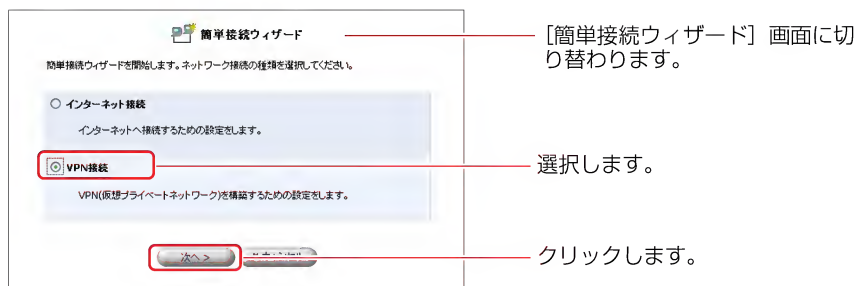 簡単接続ウィザード
簡単接続ウィザードを開始します。ネットワーク接続の種類を選択してください。
インターネット接続
インターネットへ接続するための設定をします。
VPN接続
VPN(仮想プライベートネットワーク)を構築するための設定をします。
次へ >
[簡単接続ウィザード] 画面に切
り替わります。
選択します。
クリックします。